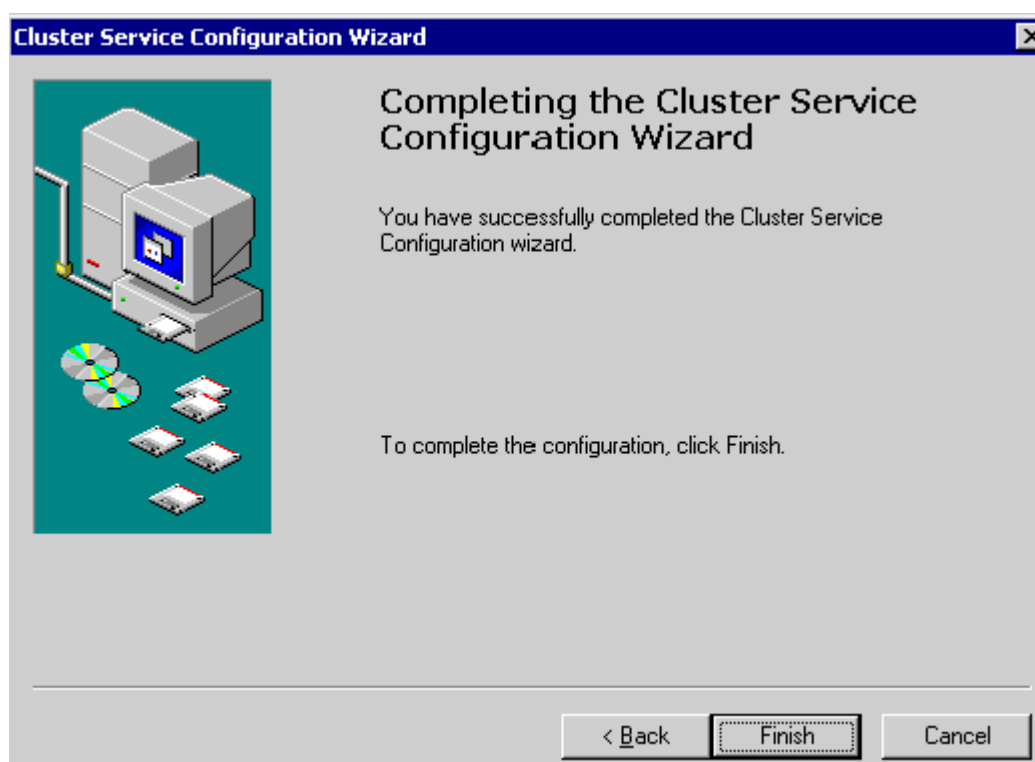 Cluster Service Configuration Wizard
Completing the Cluster Service
Configuration Wizard
You have successfully completed the Cluster Service
Configuration wizard.
To complete the configuration, click Finish.
< Back
Finish
Cancel